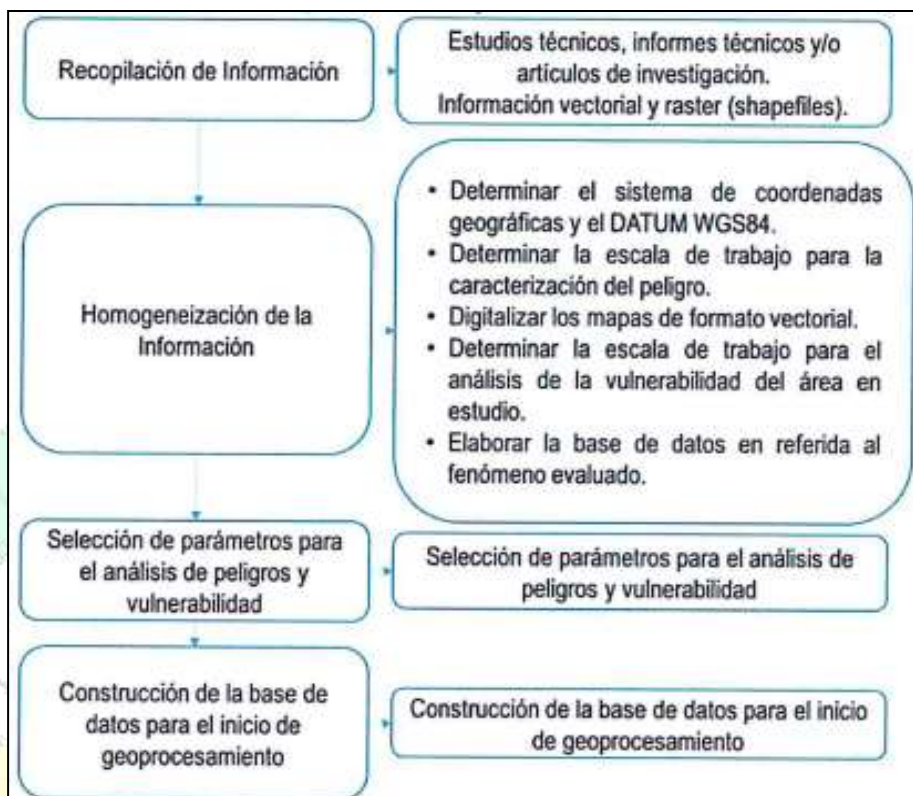 Recopilación de Información
Estudios técnicos, informes técnicos y/o
artículos de investigación.
Información vectorial y raster (shapefiles).
Homogeneización de la
Información
• Determinar el sistema de coordenadas
geográficas y el DATUM WGS84.
• Determinar la escala de trabajo para la
caracterización del peligro.
• Digitalizar los mapas de formato vectorial.
• Determinar la escala de trabajo para el
análisis de la vulnerabilidad del área en
estudio.
• Elaborar la base de datos en referida al
fenómeno evaluado.
Selección de parámetros para
el análisis de peligros y
vulnerabilidad
Selección de parámetros para el análisis de
peligros y vulnerabilidad
Construcción de la base de
datos para el inicio de
geoprocesamiento
Construcción de la base de datos para el inicio
de geoprocesamiento